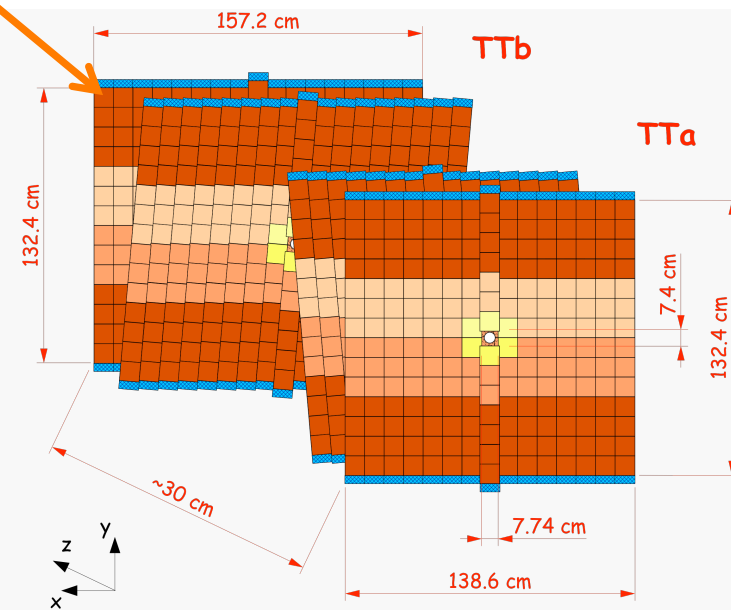 157.2 cm
TTb
TTa
132.4 cm
7.4 cm
132.4 cm
~30 cm
y
z
x
7.74 cm
138.6 cm